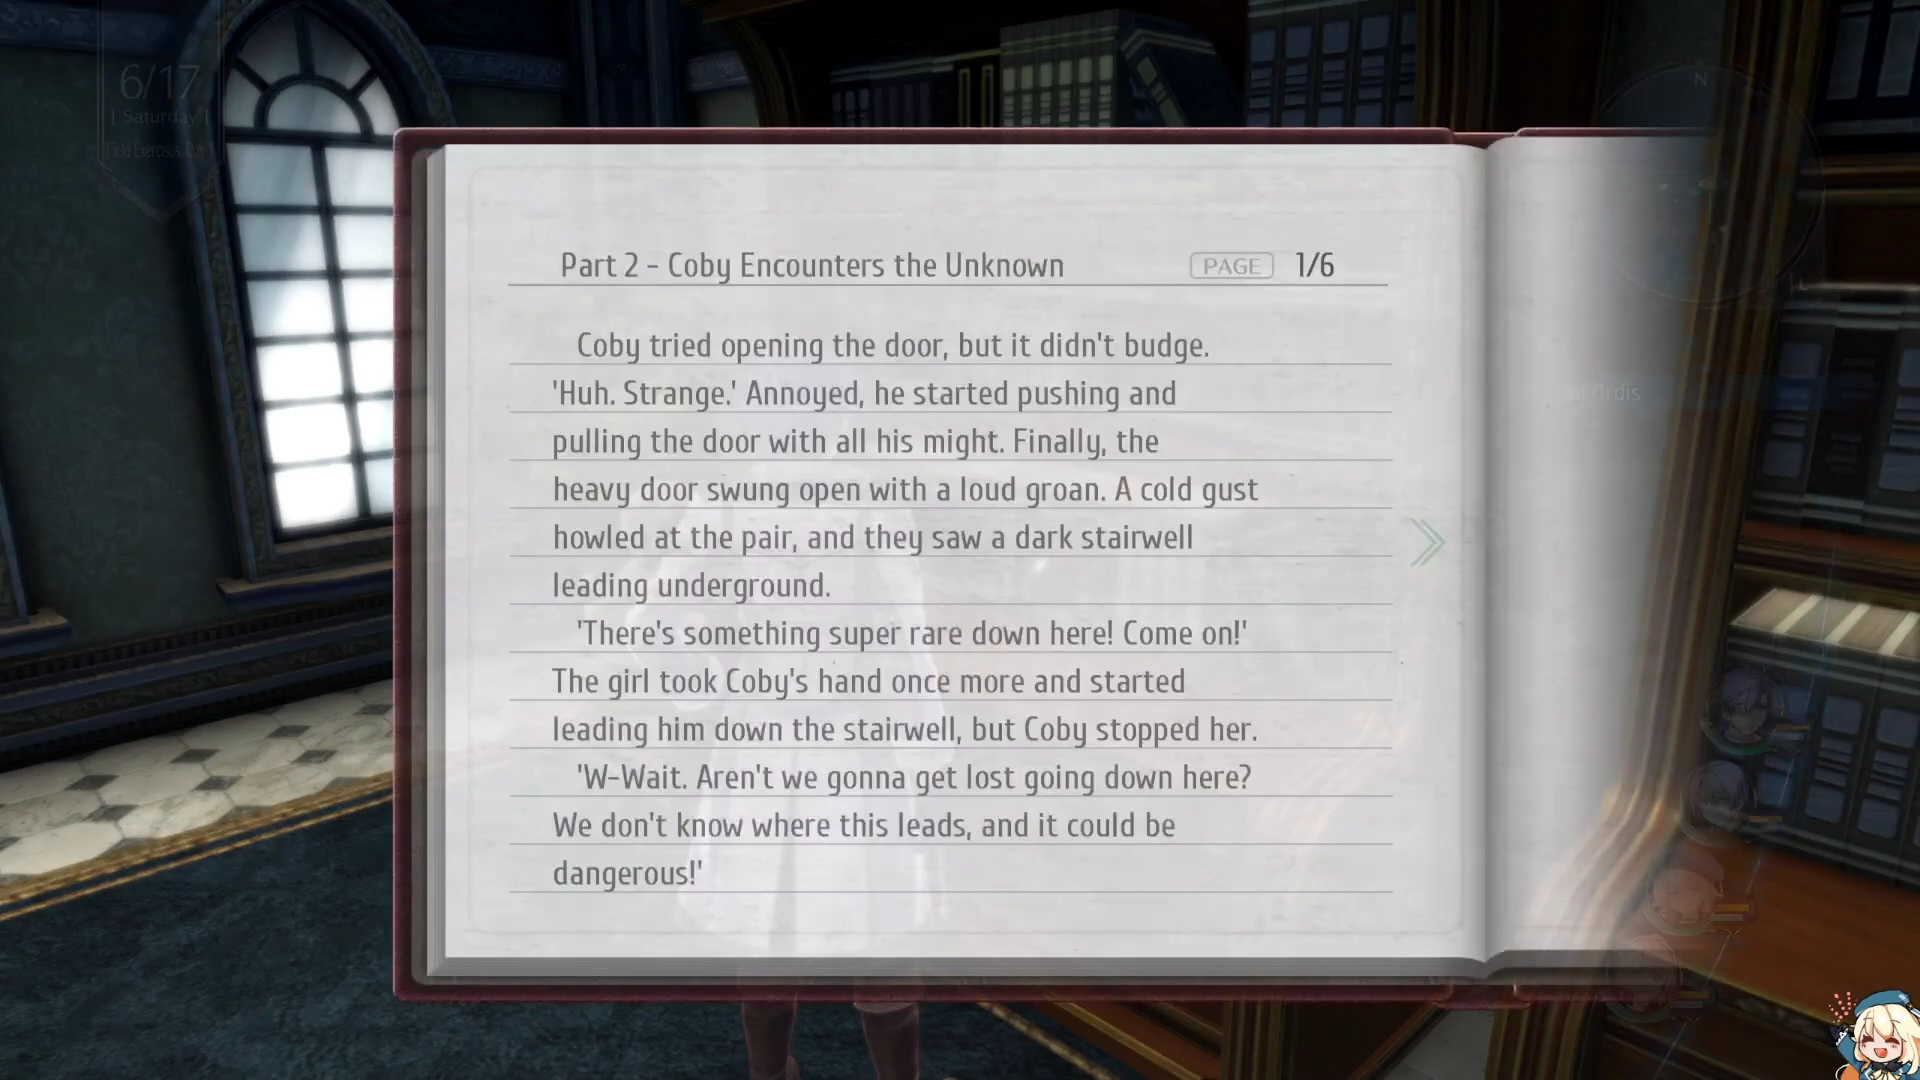 6/17
[ Saturday ]
N
Part 2 - Coby Encounters the Unknown
PAGE 1/6
Coby tried opening the door, but it didn't budge.
'Huh. Strange.' Annoyed, he started pushing and
pulling the door with all his might. Finally, the
heavy door swung open with a loud groan. A cold gust
howled at the pair, and they saw a dark stairwell
leading underground.
'There's something super rare down here! Come on!'
The girl took Coby's hand once more and started
leading him down the stairwell, but Coby stopped her.
'W-Wait. Aren't we gonna get lost going down here?
We don't know where this leads, and it could be
dangerous!'
Field Exercises
Ordis